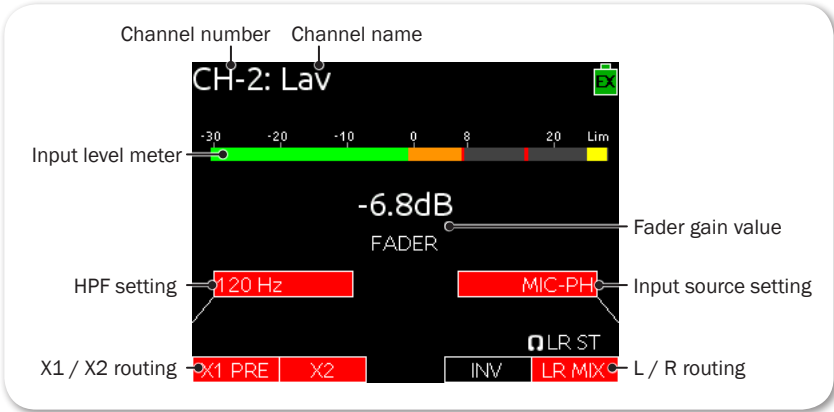 Channel number Channel name
CH-2: Lav EX
-30 -20 -10 0 8 20 Lim
Input level meter
-6.8dB
Fader gain value
FADER
HPF setting 120 Hz MIC-PH Input source setting
LR ST
X1 / X2 routing X1 PRE X2 INV LR MIX L / R routing